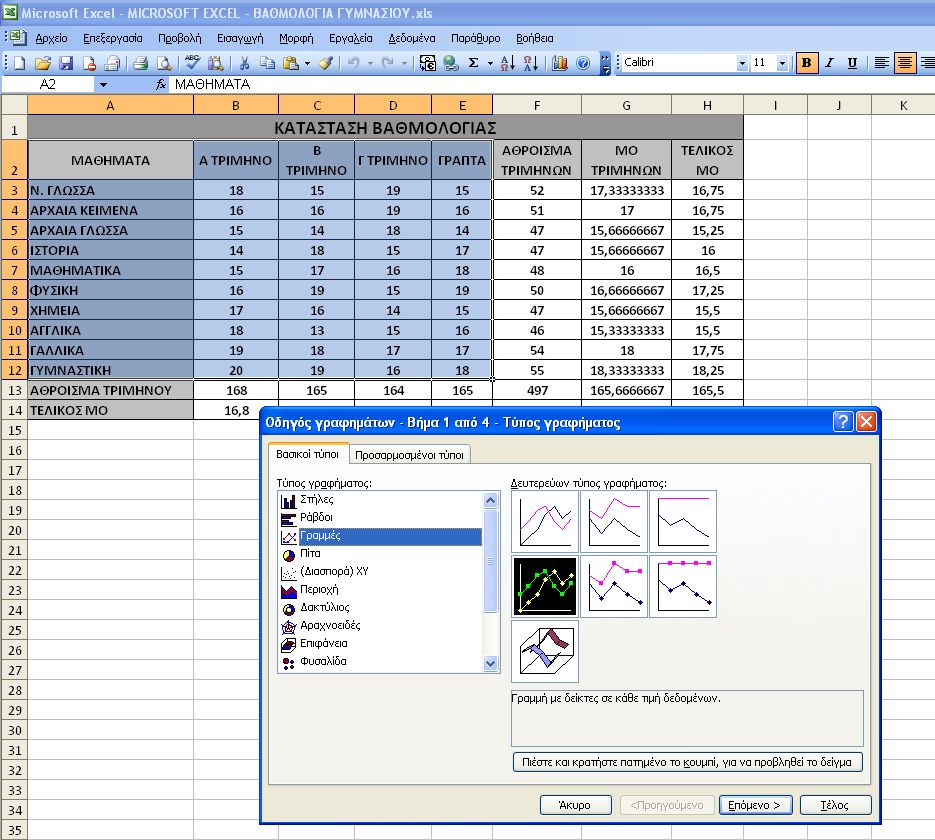 Microsoft Excel - MICROSOFT EXCEL - ΒΑΘΜΟΛΟΓΙΑ ΓΥΜΝΑΣΙΟΥ.xls
Αρχείο Επεξεργασία Προβολή Εισαγωγή Μορφή Εργαλεία Δεδομένα Παράθυρο Βοήθεια
Calibri 11 B I U
A2 fx ΜΑΘΗΜΑΤΑ
A B C D E F G H I J K
1 ΚΑΤΑΣΤΑΣΗ ΒΑΘΜΟΛΟΓΙΑΣ
2 ΜΑΘΗΜΑΤΑ Α ΤΡΙΜΗΝΟ Β ΤΡΙΜΗΝΟ Γ ΤΡΙΜΗΝΟ ΓΡΑΠΤΑ ΑΘΡΟΙΣΜΑ ΤΡΙΜΗΝΩΝ ΜΟ ΤΡΙΜΗΝΩΝ ΤΕΛΙΚΟΣ ΜΟ
3 Ν. ΓΛΩΣΣΑ 18 15 19 15 52 17,33333333 16,75
4 ΑΡΧΑΙΑ ΚΕΙΜΕΝΑ 16 16 19 16 51 17 16,75
5 ΑΡΧΑΙΑ ΓΛΩΣΣΑ 15 14 18 14 47 15,66666667 15,25
6 ΙΣΤΟΡΙΑ 14 18 15 17 47 15,66666667 16
7 ΜΑΘΗΜΑΤΙΚΑ 15 17 16 18 48 16 16,5
8 ΦΥΣΙΚΗ 16 19 15 19 50 16,66666667 17,25
9 ΧΗΜΕΙΑ 17 16 14 15 47 15,66666667 15,5
10 ΑΓΓΛΙΚΑ 18 13 15 16 46 15,33333333 15,5
11 ΓΑΛΛΙΚΑ 19 18 17 17 54 18 17,75
12 ΓΥΜΝΑΣΤΙΚΗ 20 19 16 18 55 18,33333333 18,25
13 ΑΘΡΟΙΣΜΑ ΤΡΙΜΗΝΟΥ 168 165 164 165 497 165,6666667 165,5
14 ΤΕΛΙΚΟΣ ΜΟ 16,8
15
16
17
18
19
20
21
22
23
24
25
26
27
28
29
30
31
32
33
34
35
Οδηγός γραφημάτων - Βήμα 1 από 4 - Τύπος γραφήματος
Βασικοί τύποι Προσαρμοσμένοι τύποι
Τύπος γραφήματος: Δευτερεύων τύπος γραφήματος:
Στήλες
Ράβδοι
Γραμμές
Πίτα
(Διασπορά) XY
Περιοχή
Δακτύλιος
Αραχνοειδές
Επιφάνεια
Φυσαλίδα
Γραμμή με δείκτες σε κάθε τιμή δεδομένων.
Πιέστε και κρατήστε πατημένο το κουμπί, για να προβληθεί το δείγμα
Άκυρο <Προηγούμενο Επόμενο > Τέλος